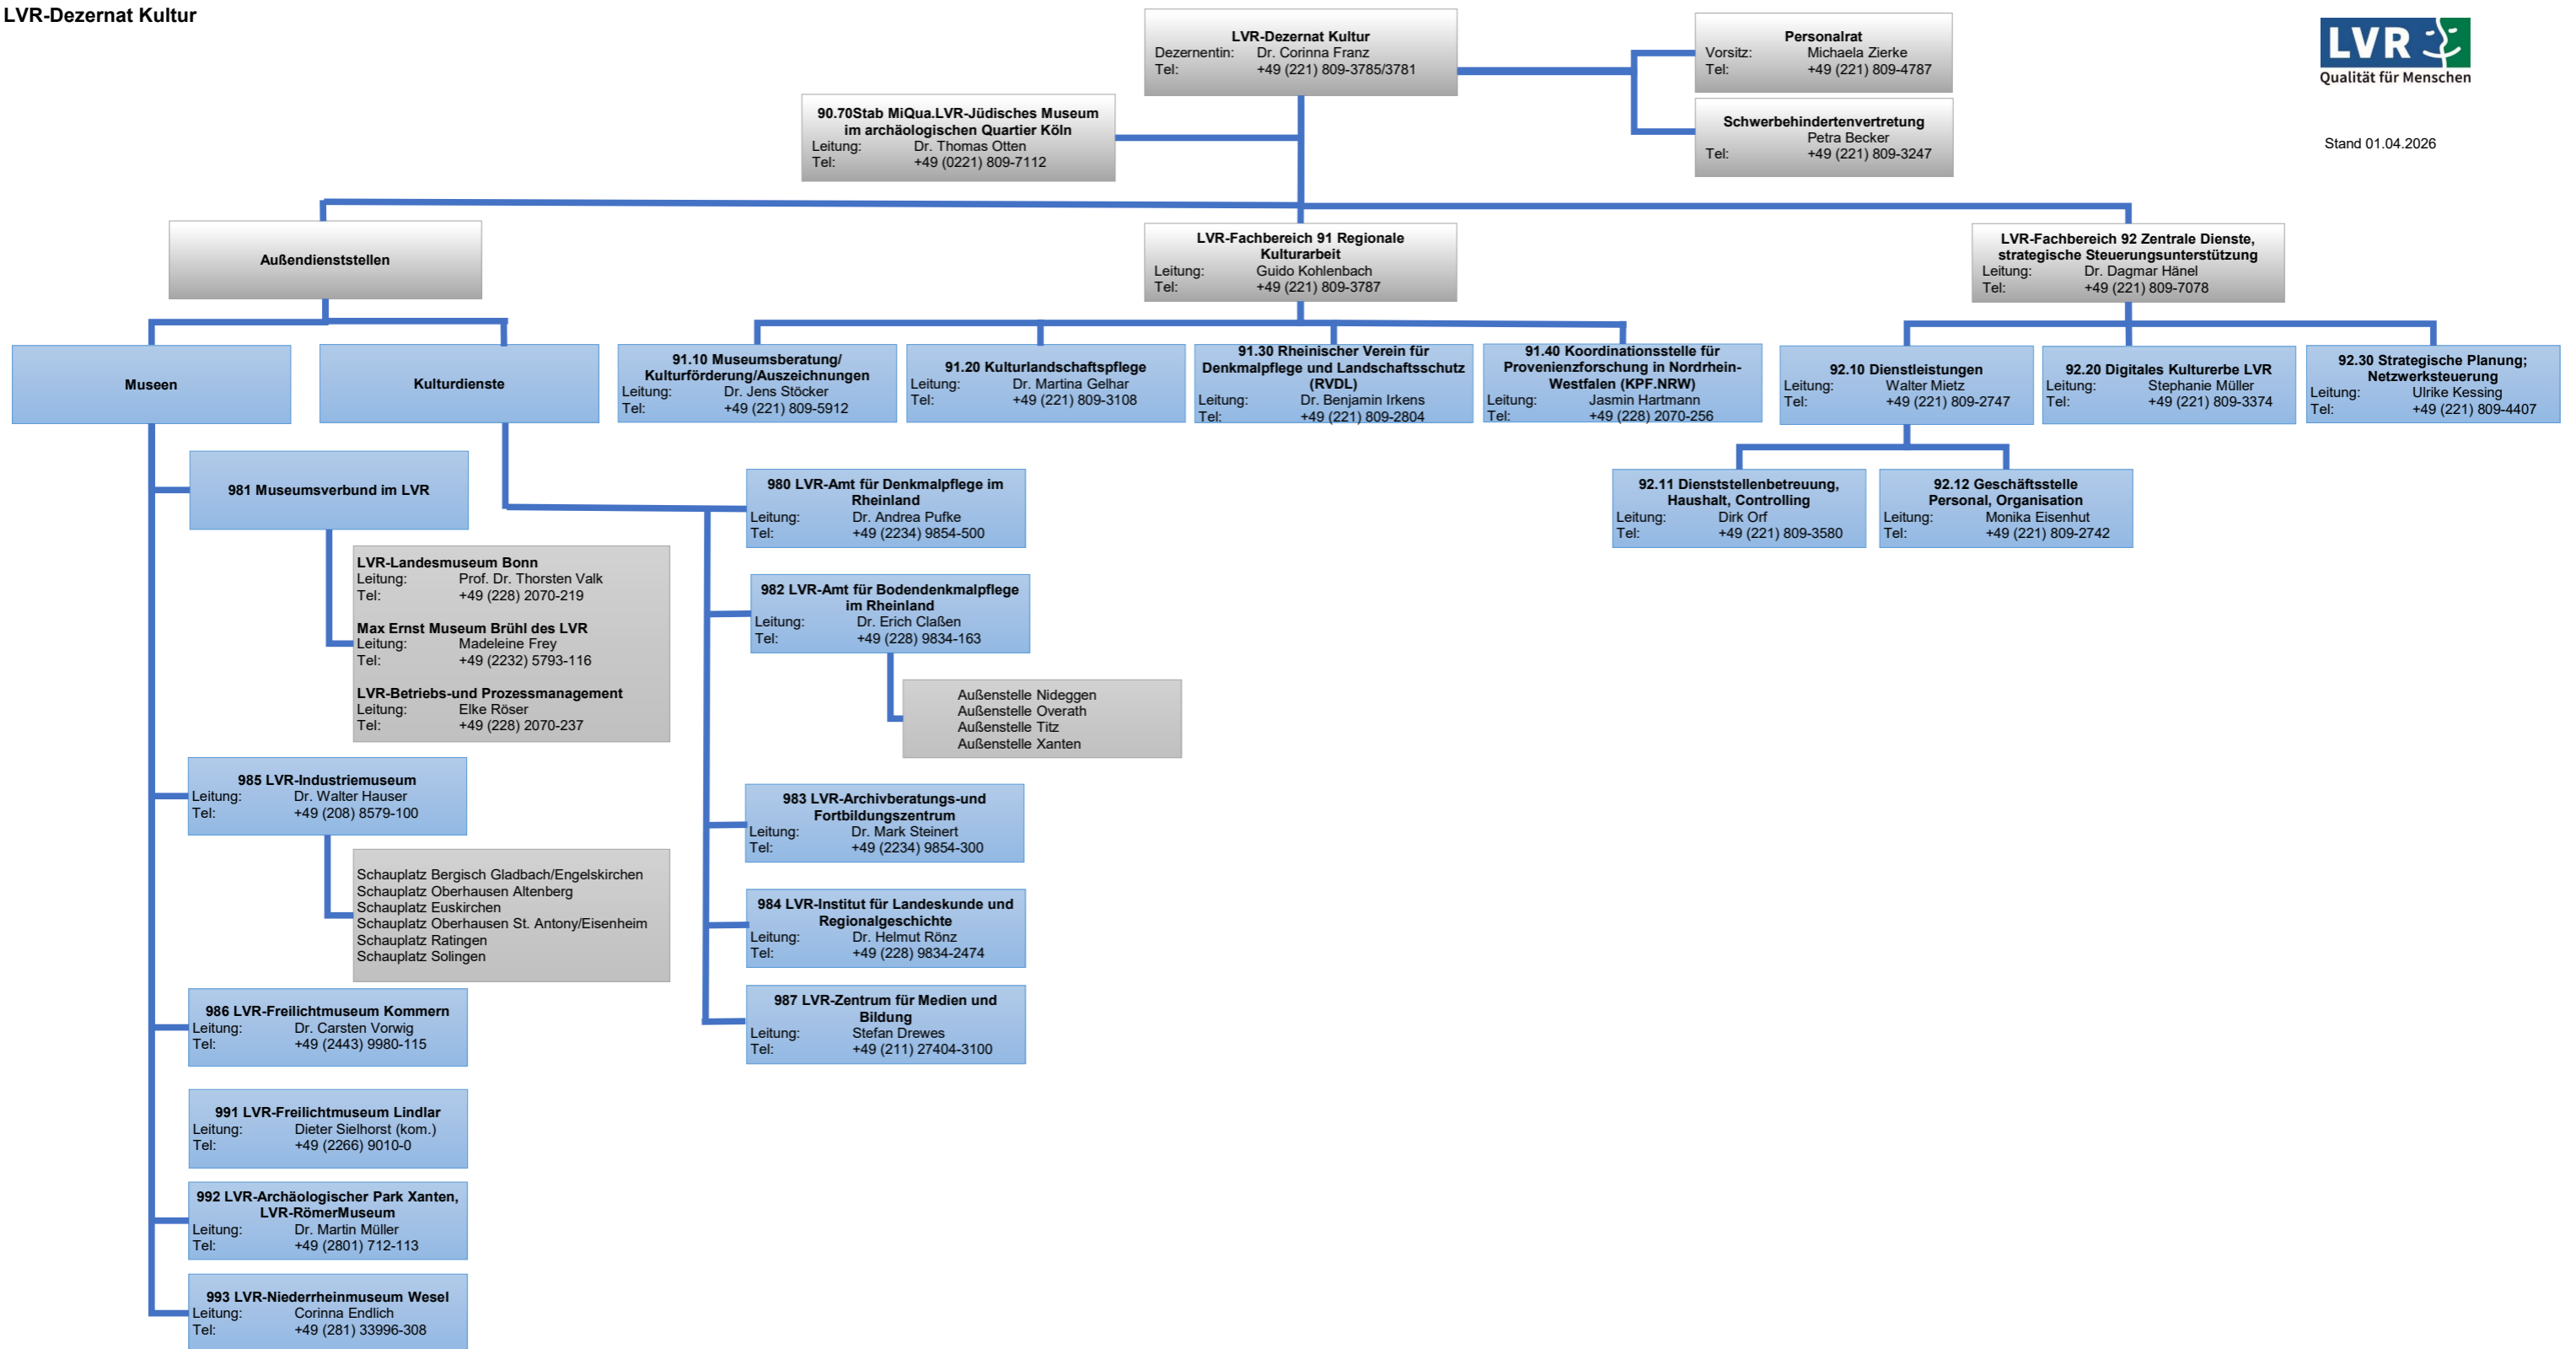 LVR-Dezernat Kultur
LVR-Dezernat Kultur
Dezernentin: Dr. Corinna Franz
Tel: +49 (221) 809-3785/3781
Personalrat
Vorsitz: Michaela Zierke
Tel: +49 (221) 809-4787
LVR
Qualität für Menschen
90.70Stab MiQua.LVR-Jüdisches Museum
im archäologischen Quartier Köln
Leitung: Dr. Thomas Otten
Tel: +49 (0221) 809-7112
Schwerbehindertenvertretung
Petra Becker
Tel: +49 (221) 809-3247
Stand 01.04.2026
Außendienststellen
LVR-Fachbereich 91 Regionale
Kulturarbeit
Leitung: Guido Kohlenbach
Tel: +49 (221) 809-3787
LVR-Fachbereich 92 Zentrale Dienste,
strategische Steuerungsunterstützung
Leitung: Dr. Dagmar Hänel
Tel: +49 (221) 809-7078
Museen
Kulturdienste
91.10 Museumsberatung/
Kulturförderung/Auszeichnungen
Leitung: Dr. Jens Stöcker
Tel: +49 (221) 809-5912
91.20 Kulturlandschaftspflege
Leitung: Dr. Martina Gelhar
Tel: +49 (221) 809-3108
91.30 Rheinischer Verein für
Denkmalpflege und Landschaftsschutz
(RVDL)
Leitung: Dr. Benjamin Irkens
Tel: +49 (221) 809-2804
91.40 Koordinationsstelle für
Provenienzforschung in Nordrhein-
Westfalen (KPF.NRW)
Leitung: Jasmin Hartmann
Tel: +49 (228) 2070-256
92.10 Dienstleistungen
Leitung: Walter Mietz
Tel: +49 (221) 809-2747
92.20 Digitales Kulturerbe LVR
Leitung: Stephanie Müller
Tel: +49 (221) 809-3374
92.30 Strategische Planung;
Netzwerksteuerung
Leitung: Ulrike Kessing
Tel: +49 (221) 809-4407
92.11 Dienststellenbetreuung,
Haushalt, Controlling
Leitung: Dirk Orf
Tel: +49 (221) 809-3580
92.12 Geschäftsstelle
Personal, Organisation
Leitung: Monika Eisenhut
Tel: +49 (221) 809-2742
981 Museumsverbund im LVR
LVR-Landesmuseum Bonn
Leitung: Prof. Dr. Thorsten Valk
Tel: +49 (228) 2070-219
Max Ernst Museum Brühl des LVR
Leitung: Madeleine Frey
Tel: +49 (2232) 5793-116
LVR-Betriebs-und Prozessmanagement
Leitung: Elke Röser
Tel: +49 (228) 2070-237
985 LVR-Industriemuseum
Leitung: Dr. Walter Hauser
Tel: +49 (208) 8579-100
Schauplatz Bergisch Gladbach/Engelskirchen
Schauplatz Oberhausen Altenberg
Schauplatz Euskirchen
Schauplatz Oberhausen St. Antony/Eisenheim
Schauplatz Ratingen
Schauplatz Solingen
986 LVR-Freilichtmuseum Kommern
Leitung: Dr. Carsten Vorwig
Tel: +49 (2443) 9980-115
991 LVR-Freilichtmuseum Lindlar
Leitung: Dieter Sielhorst (kom.)
Tel: +49 (2266) 9010-0
992 LVR-Archäologischer Park Xanten,
LVR-RömerMuseum
Leitung: Dr. Martin Müller
Tel: +49 (2801) 712-113
993 LVR-Niederrheinmuseum Wesel
Leitung: Corinna Endlich
Tel: +49 (281) 33996-308
980 LVR-Amt für Denkmalpflege im
Rheinland
Leitung: Dr. Andrea Pufke
Tel: +49 (2234) 9854-500
982 LVR-Amt für Bodendenkmalpflege
im Rheinland
Leitung: Dr. Erich Claßen
Tel: +49 (228) 9834-163
Außenstelle Nideggen
Außenstelle Overath
Außenstelle Titz
Außenstelle Xanten
983 LVR-Archivberatungs-und
Fortbildungszentrum
Leitung: Dr. Mark Steinert
Tel: +49 (2234) 9854-300
984 LVR-Institut für Landeskunde und
Regionalgeschichte
Leitung: Dr. Helmut Rönz
Tel: +49 (228) 9834-2474
987 LVR-Zentrum für Medien und
Bildung
Leitung: Stefan Drewes
Tel: +49 (211) 27404-3100